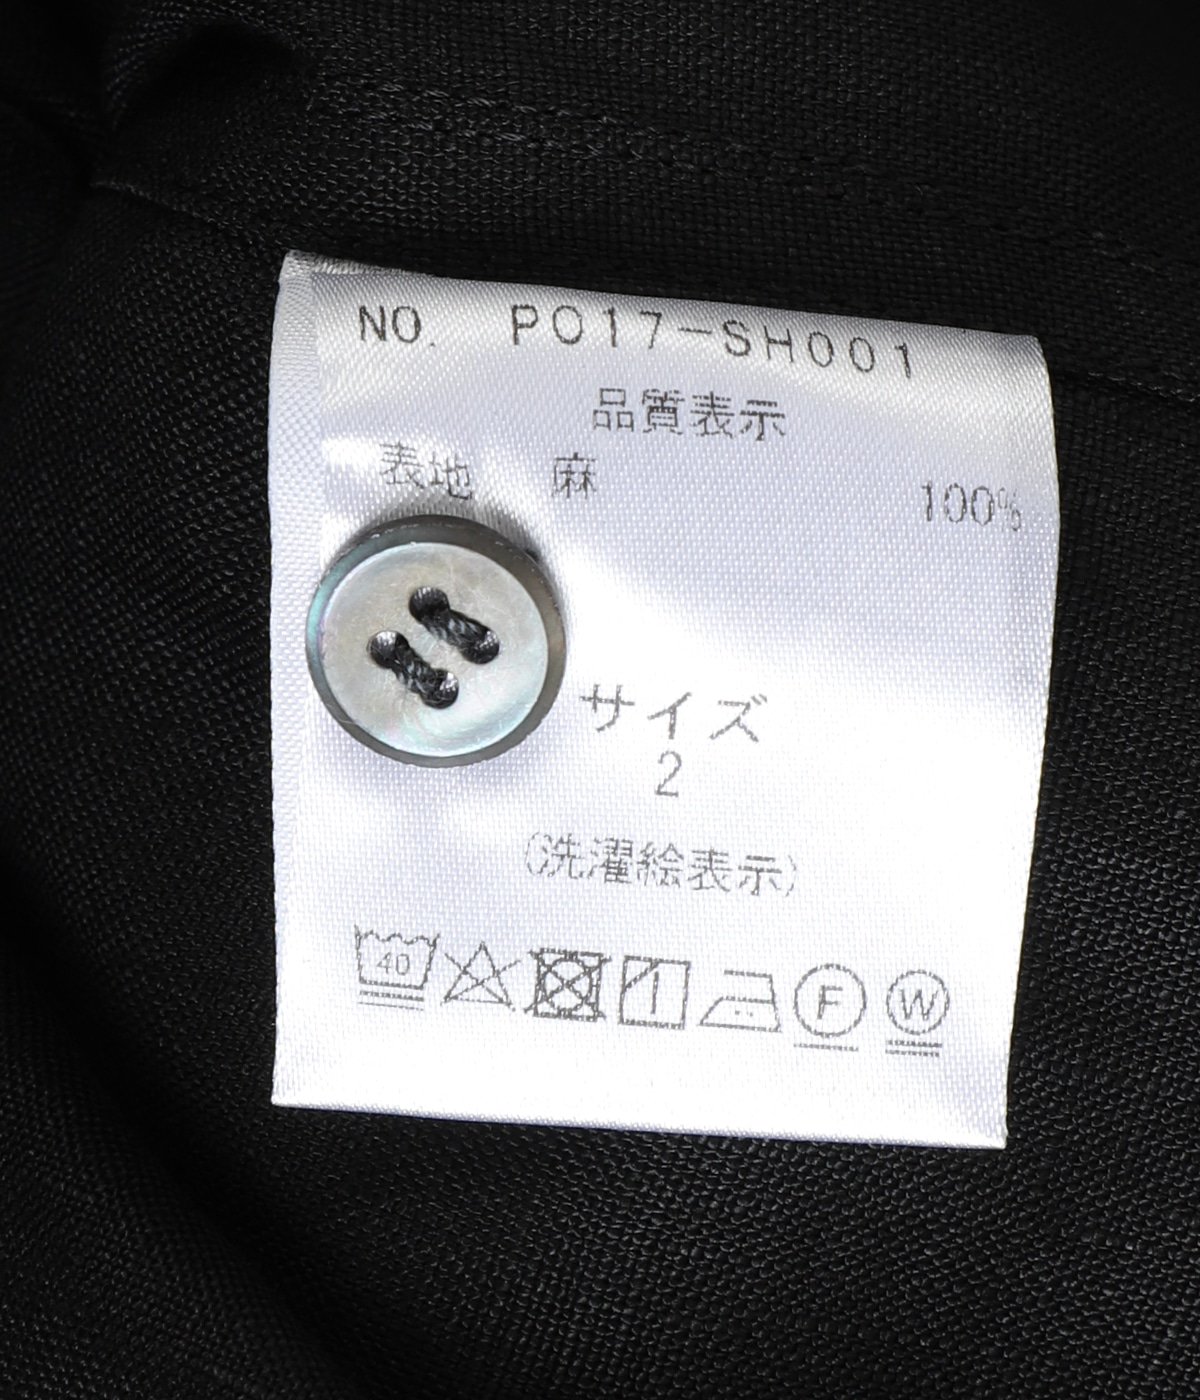 NO. PO17-SH001
品質表示
表地 麻 100%
サイズ
2
(洗濯絵表示)
40 F W